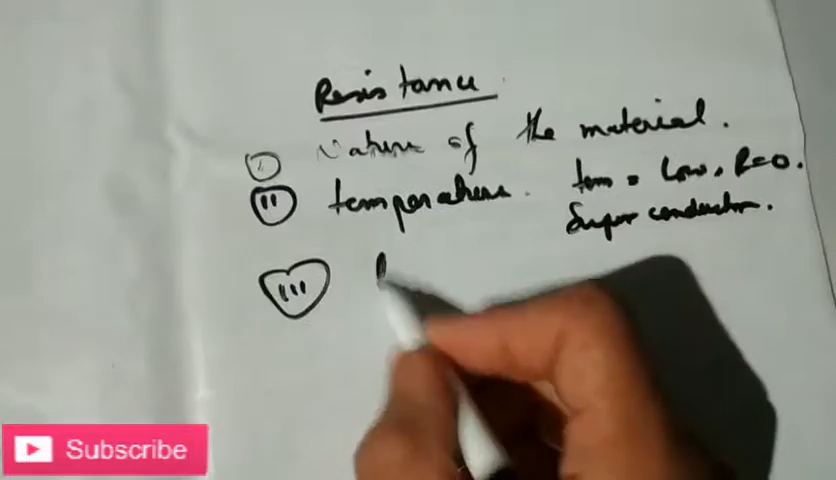 Resistance
I nature of the material.
II temperature. tem = Low, R=0.
Super conductor.
III
Subscribe